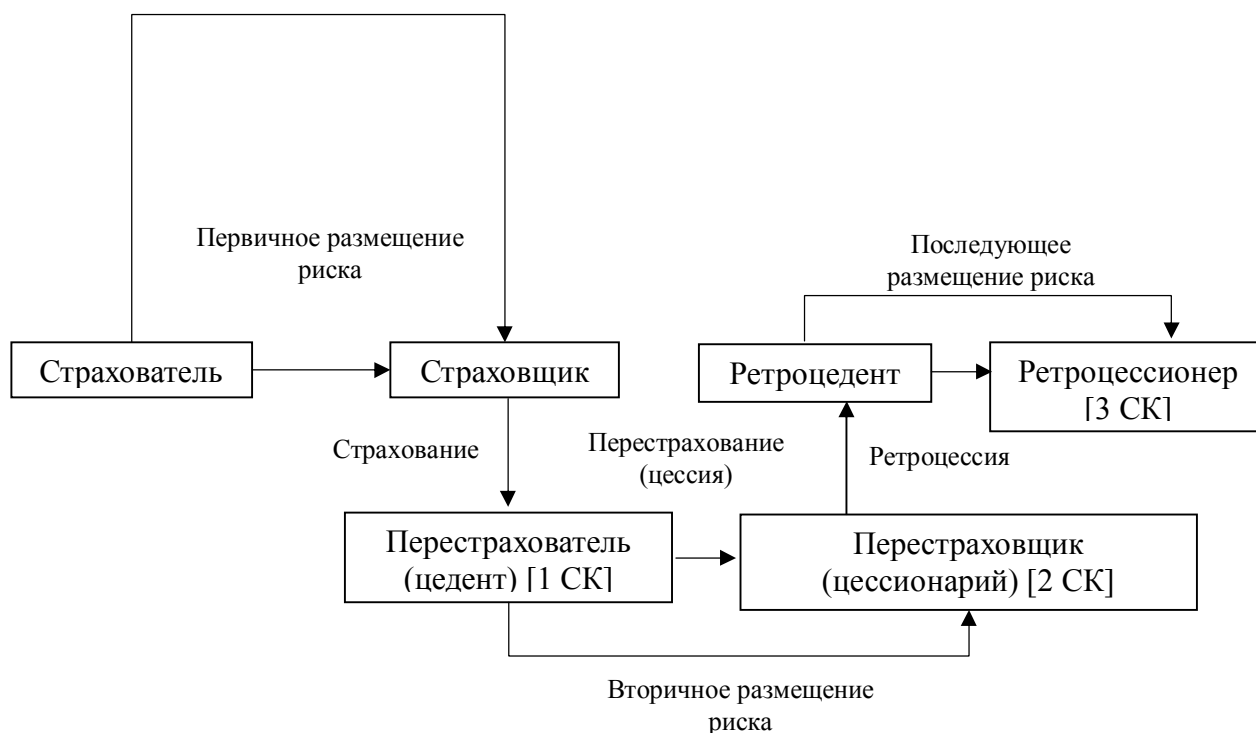 Первичное размещение
риска
Последующее
размещение риска
Страхователь
Страховщик
Ретроцедент
Ретроцессионер
[3 СК]
Страхование
Перестрахование
(цессия)
Ретроцессия
Перестрахователь
(цедент) [1 СК]
Перестраховщик
(цессионарий) [2 СК]
Вторичное размещение
риска